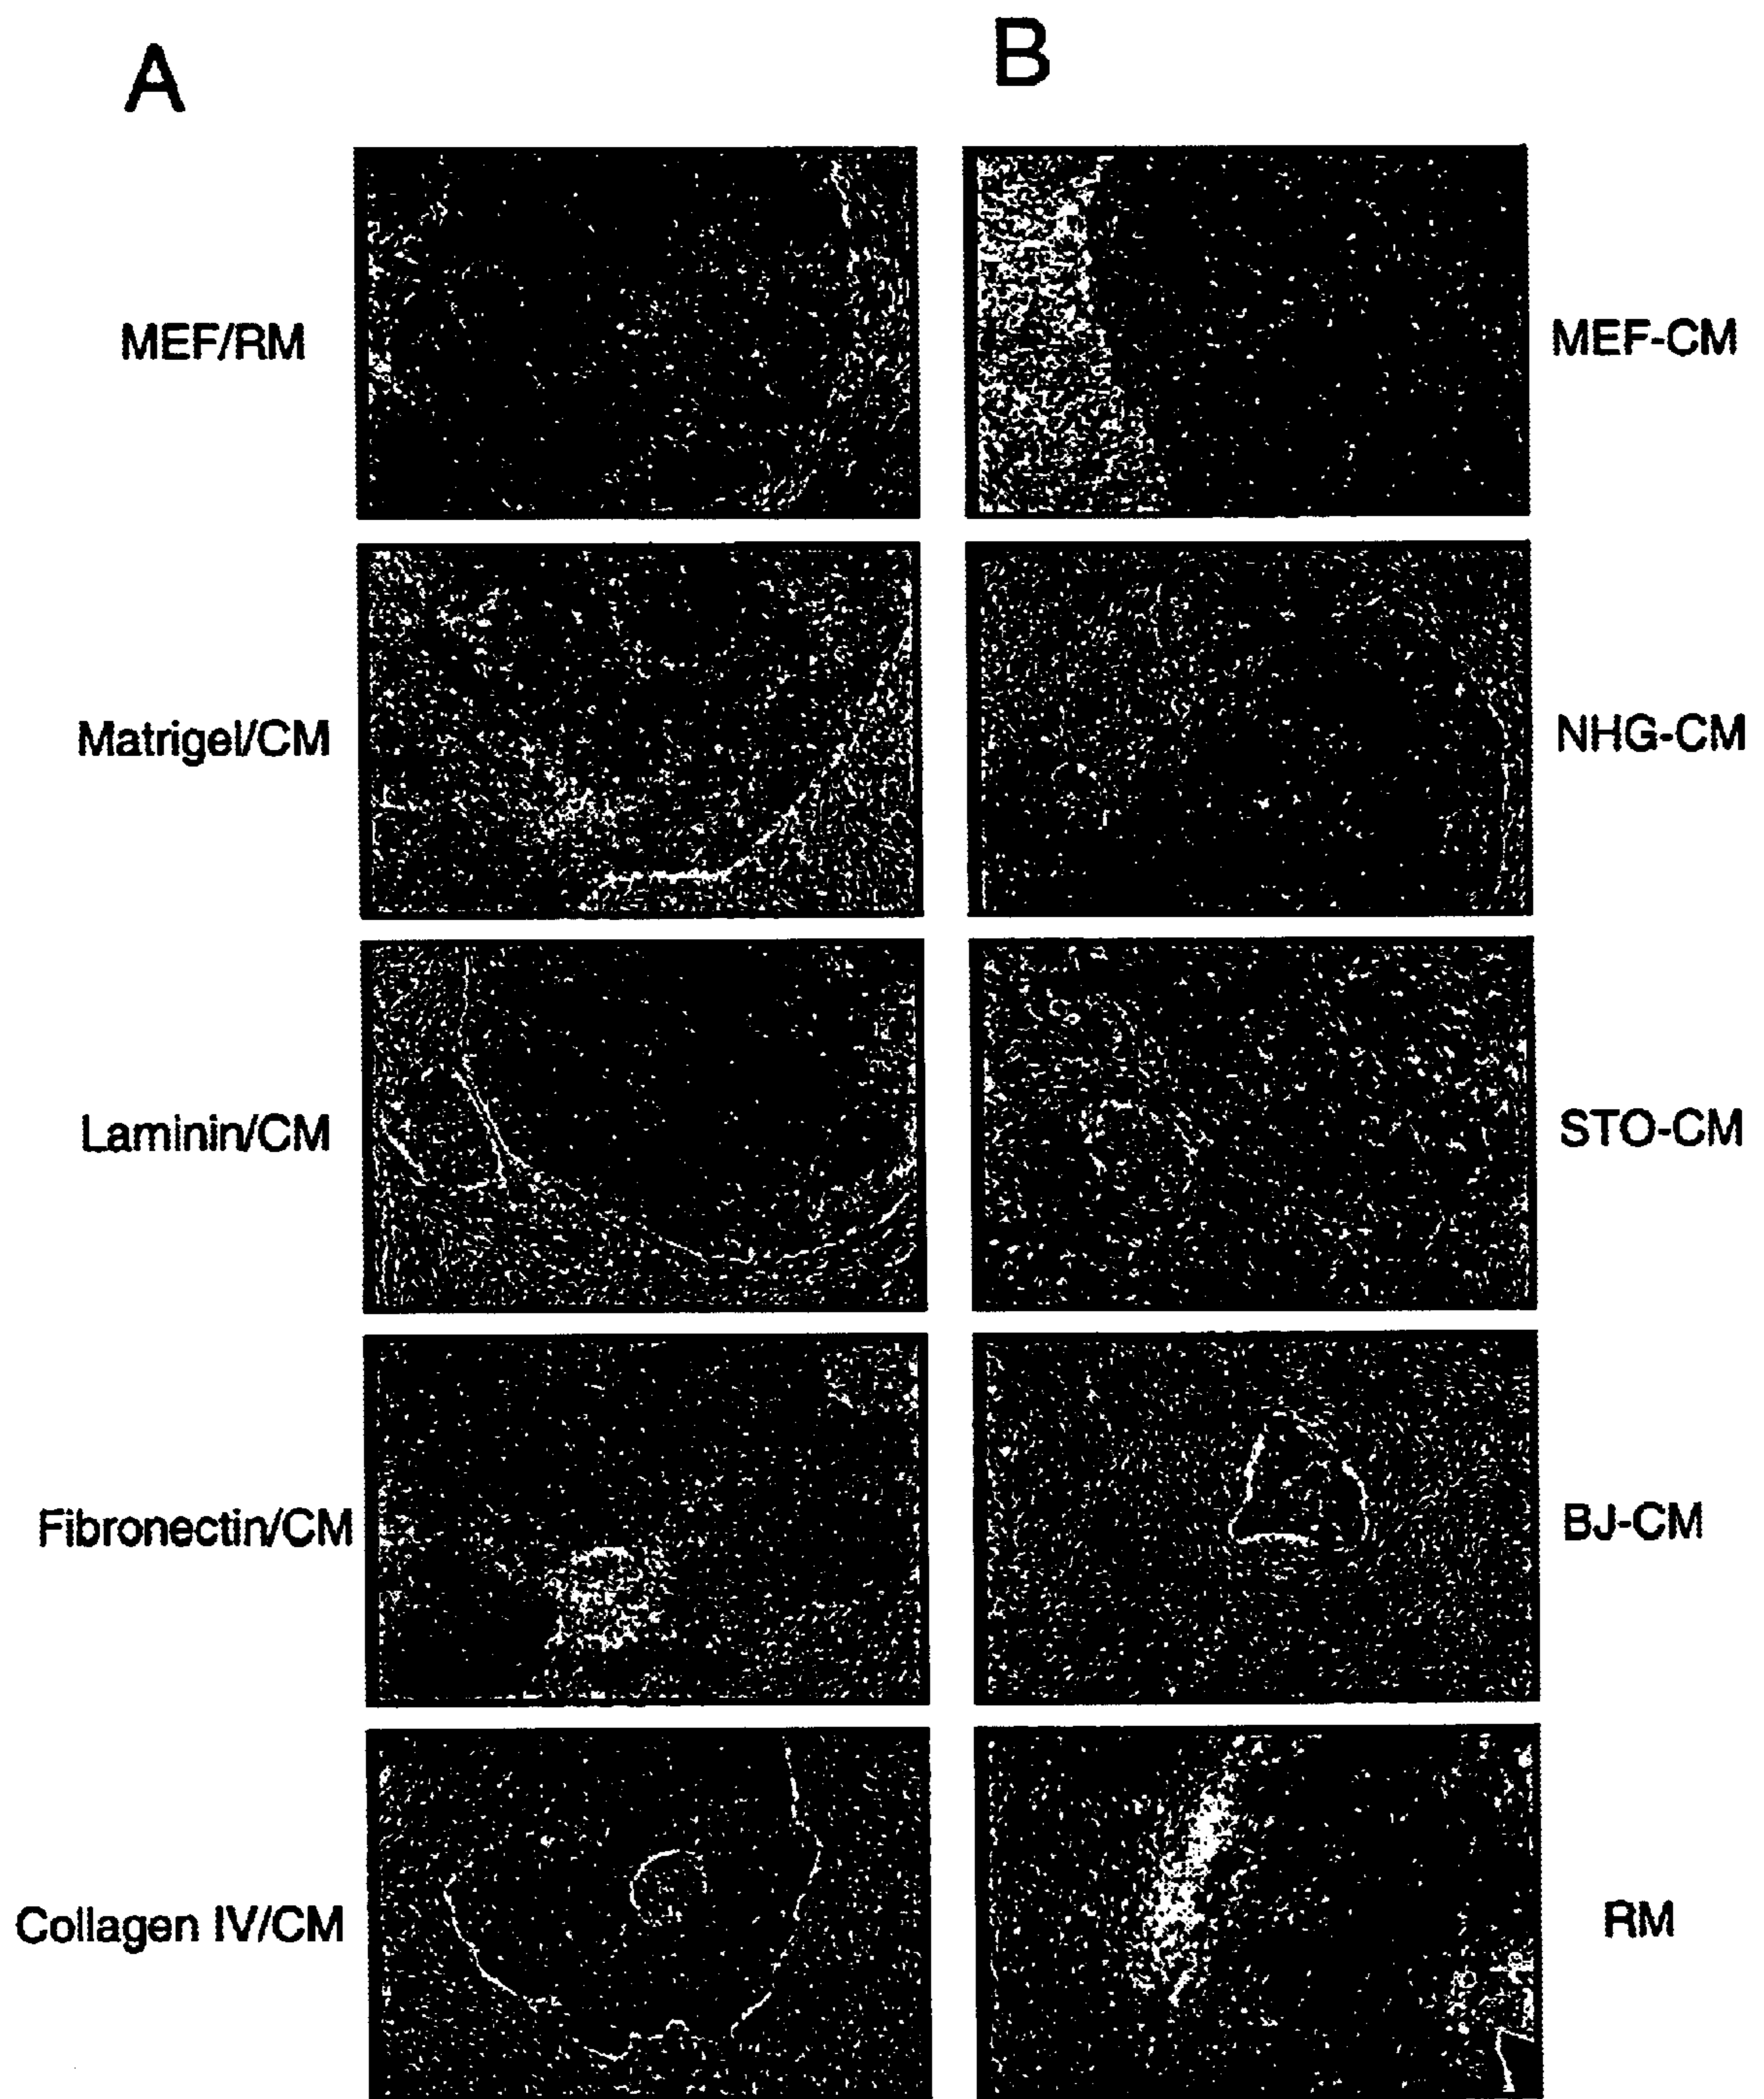 A
B
MEF/RM
MEF-CM
Matrigel/CM
NHG-CM
Laminin/CM
STO-CM
Fibronectin/CM
BJ-CM
Collagen IV/CM
RM